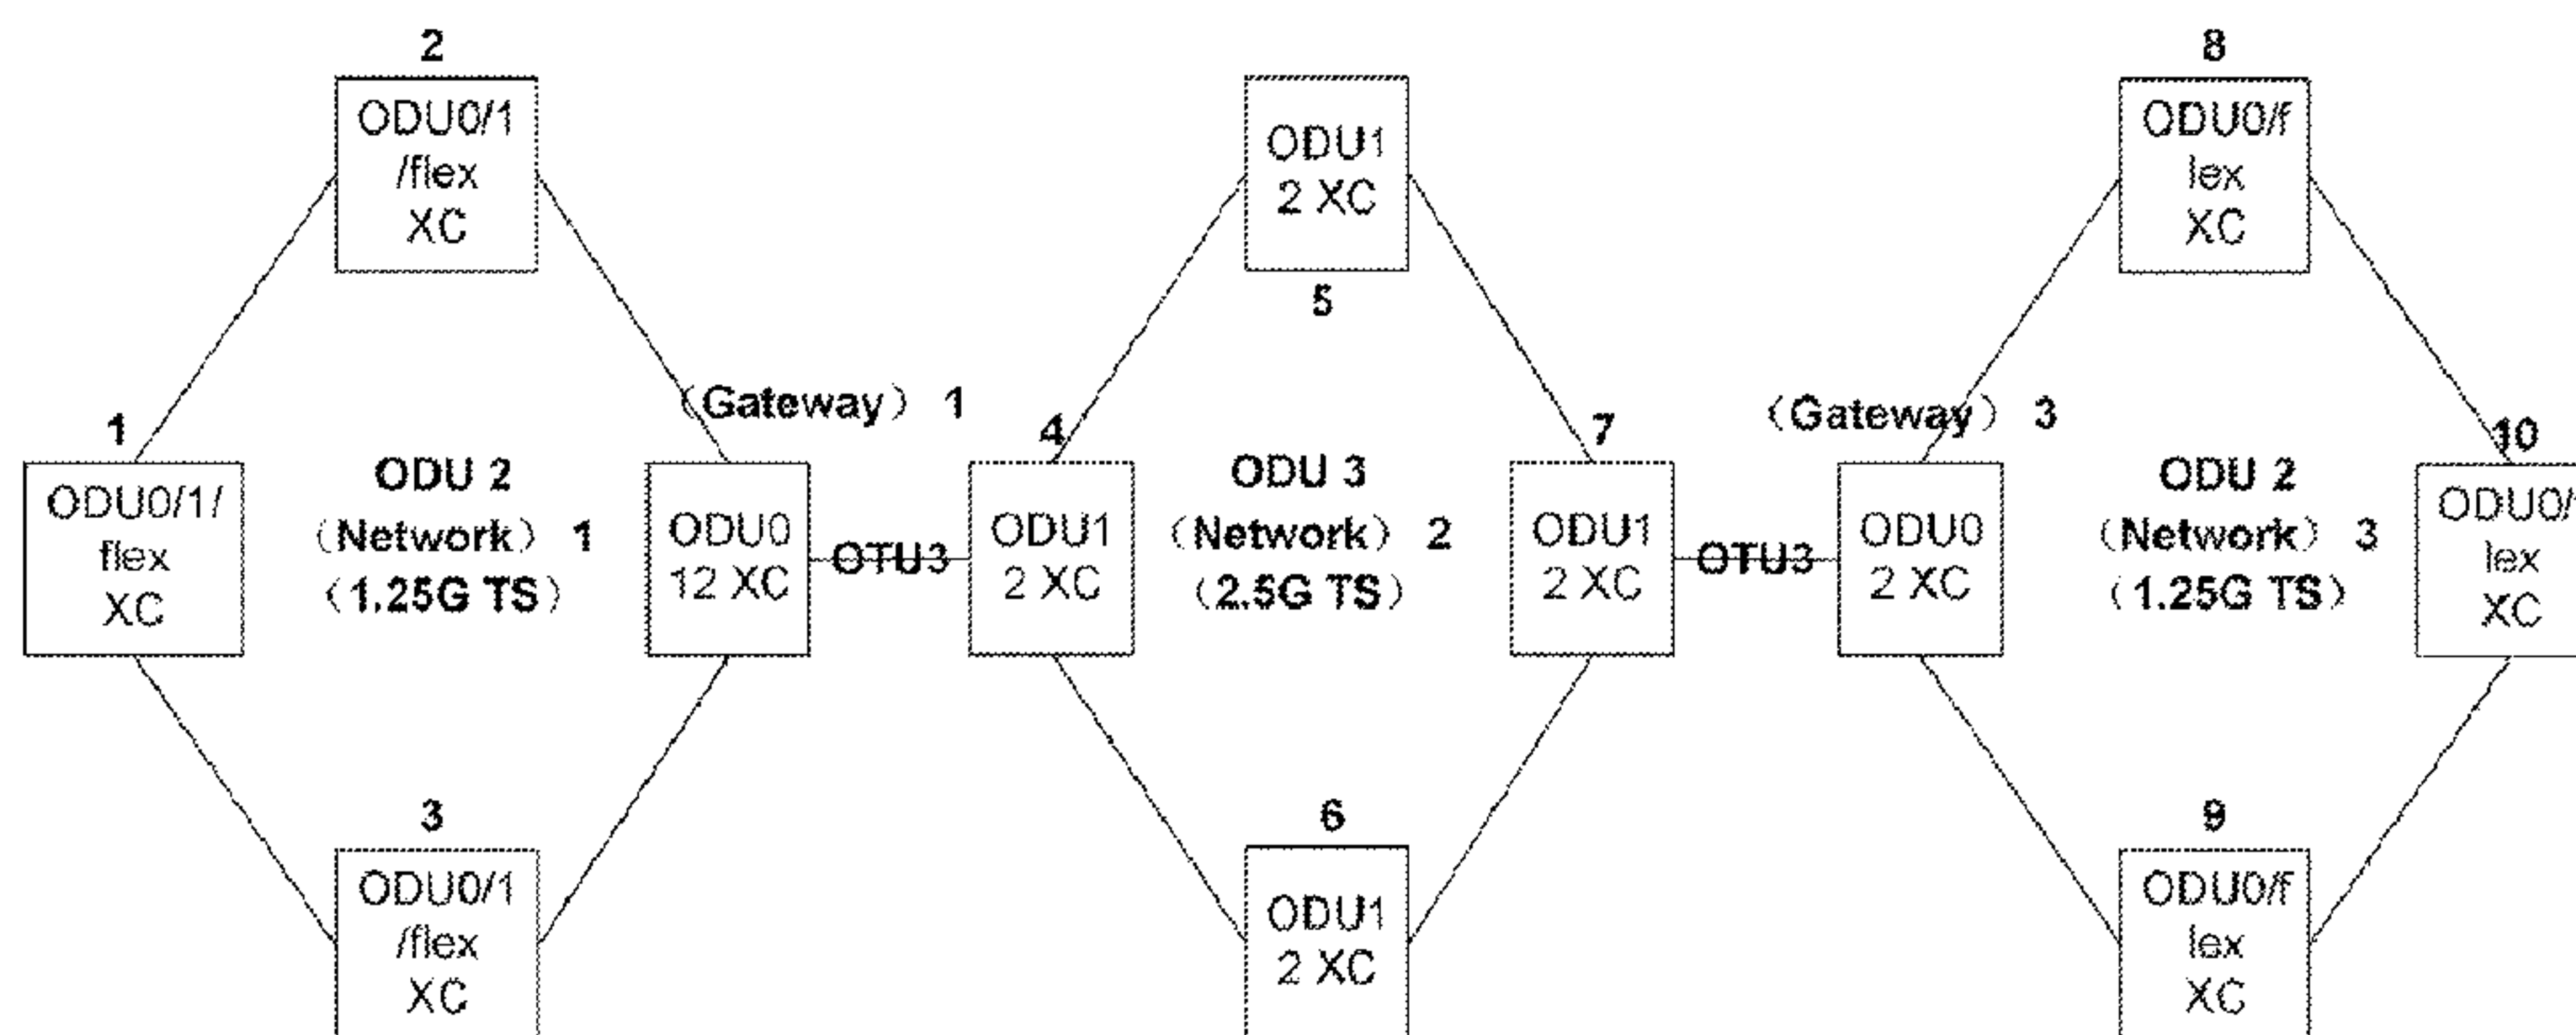 2
ODU0/1
/flex
XC
5
ODU1
2 XC
8
ODU0/f
lex
XC
1
ODU0/1/
flex
XC
ODU 2
(Network) 1
(1.25G TS)
(Gateway) 1
ODU0
12 XC
OTU3
4
ODU1
2 XC
ODU 3
(Network) 2
(2.5G TS)
7
ODU1
2 XC
OTU3
(Gateway) 3
ODU0
2 XC
ODU 2
(Network) 3
(1.25G TS)
10
ODU0/
lex
XC
3
ODU0/1
/flex
XC
6
ODU1
2 XC
9
ODU0/f
lex
XC